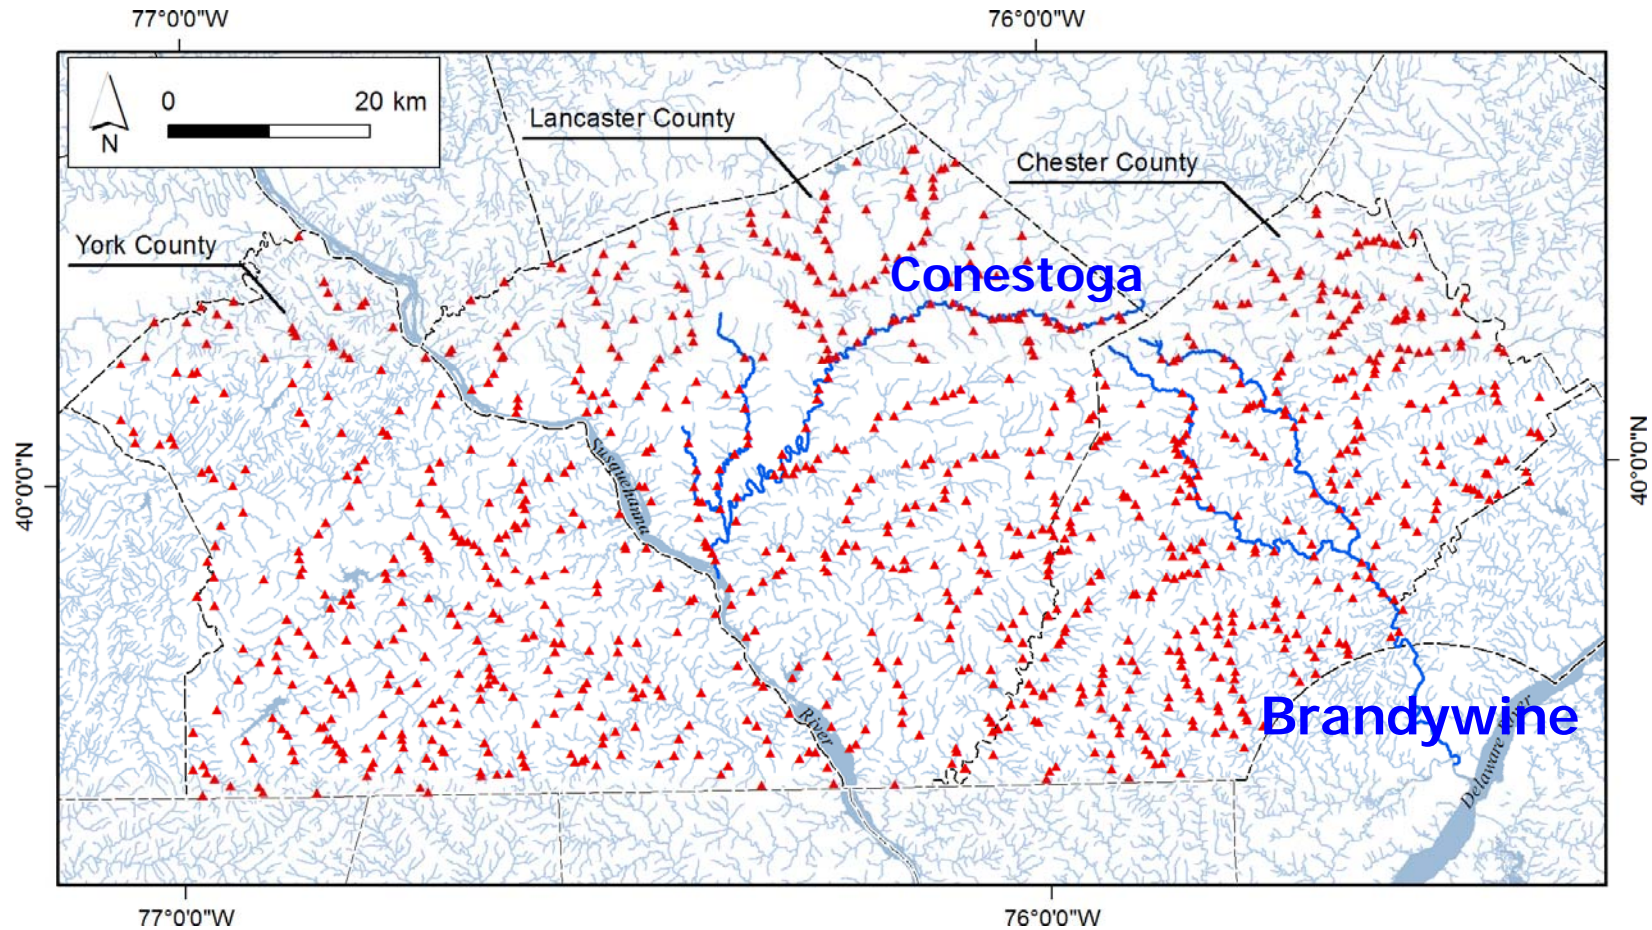 77°0'0"W
76°0'0"W
0
20 km
N
Lancaster County
Chester County
York County
Conestoga
40°0'0"N
40°0'0"N
Susquehanna
River
Brandywine
Delaware River
77°0'0"W
76°0'0"W